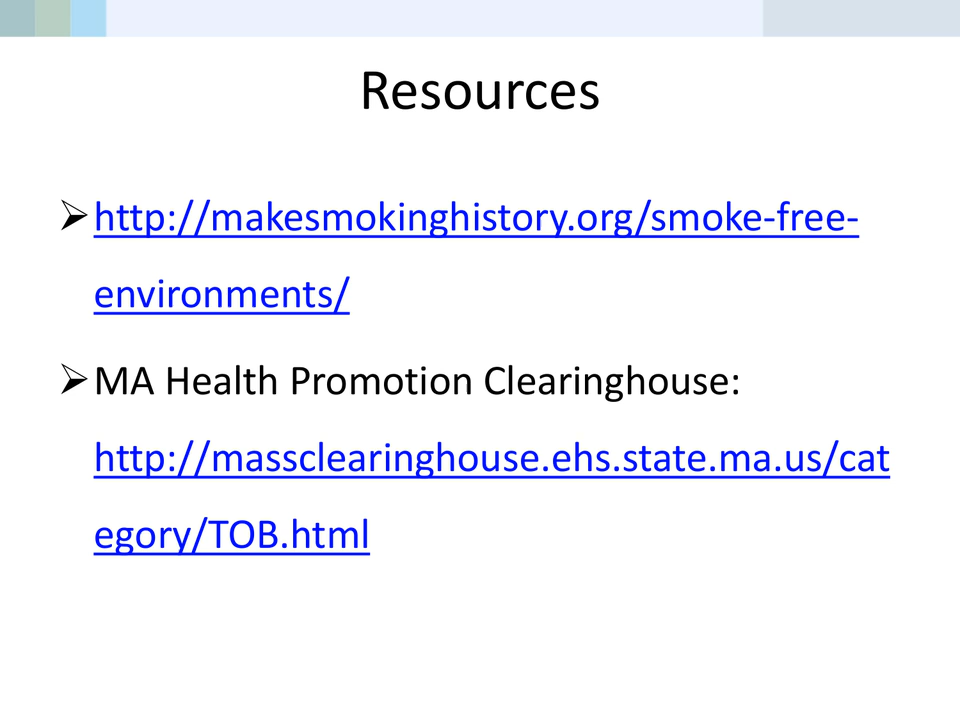 Resources
➢http://makesmokinghistory.org/smoke-free-
environments/
➢MA Health Promotion Clearinghouse:
http://massclearinghouse.ehs.state.ma.us/cat
egory/TOB.html